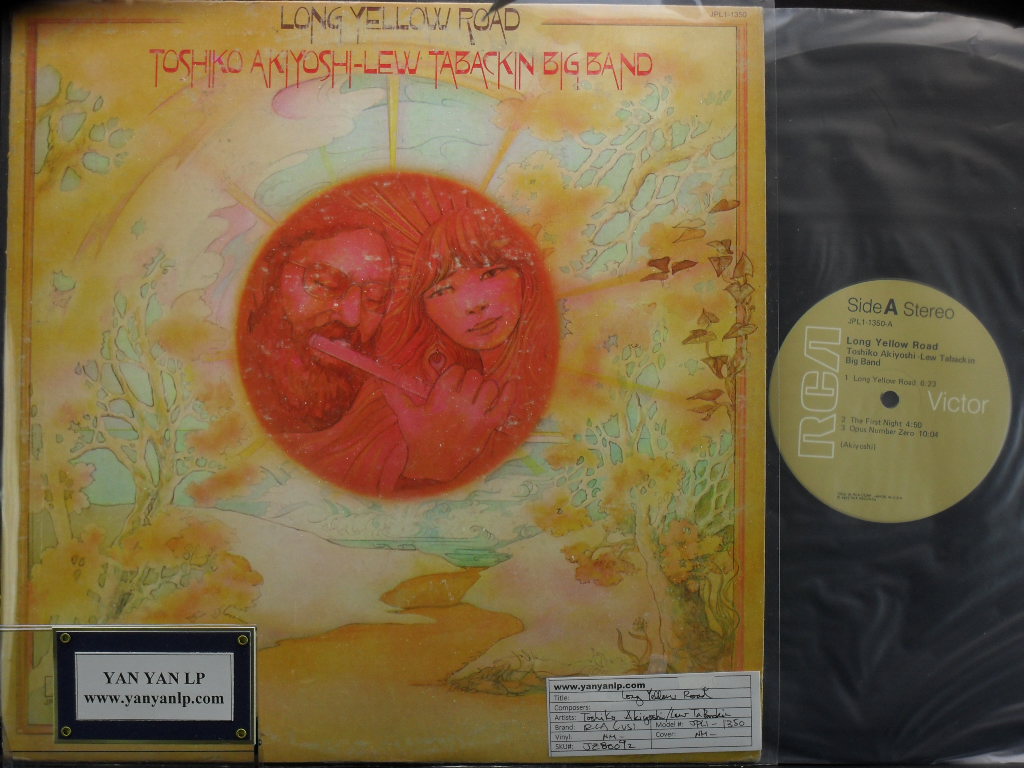 LONG YELLOW ROAD
JPL1-1350
TOSHIKO AKIYOSHI-LEW TABACKIN BIG BAND
Side A Stereo
JPL1-1350-A
Long Yellow Road
Toshiko Akiyoshi-Lew Tabackin
Big Band
1 Long Yellow Road 6:23
RCA
Victor
2 The First Night 4:50
3 Opus Number Zero 10:04
(Akiyoshi)
YAN YAN LP
www.yanyanlp.com
www.yanyanlp.com
Title: Long Yellow Road
Composers:
Artists: Toshiko Akiyoshi/Lew Tabackin
Brand: RCA (US) Model #: JPL1-1350
Vinyl: NM- Cover: NM-
SKU#: JZ80092